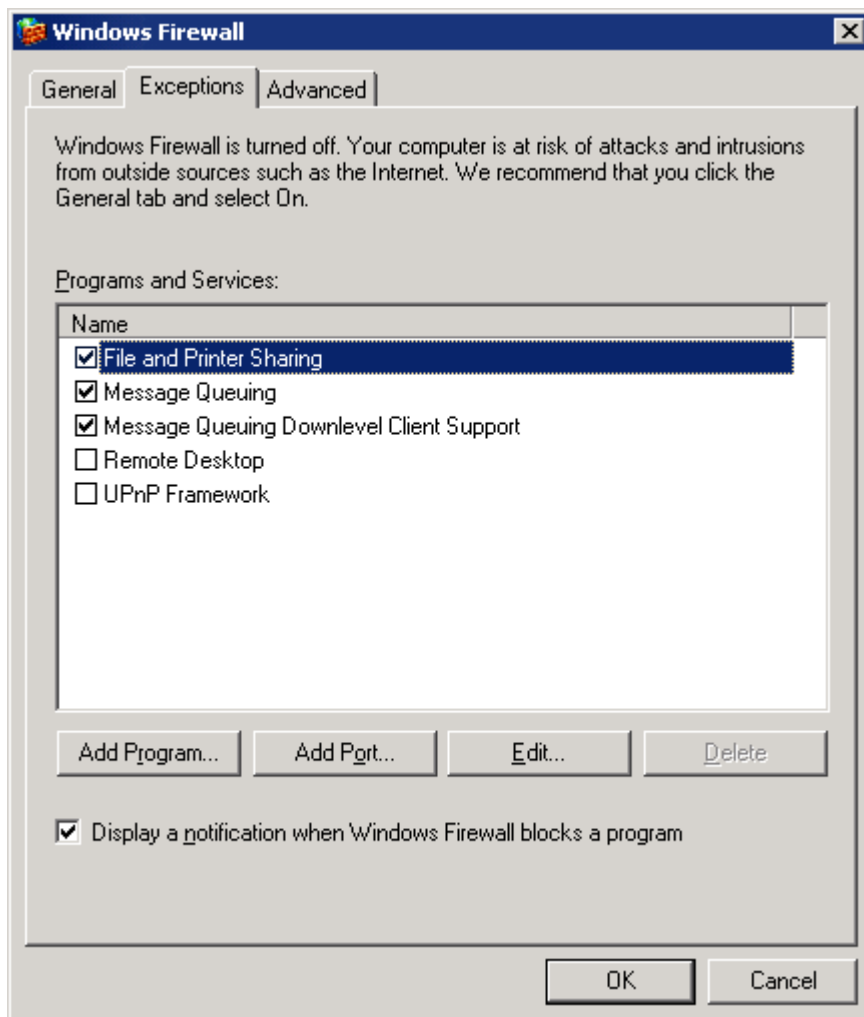 Windows Firewall
General Exceptions Advanced
Windows Firewall is turned off. Your computer is at risk of attacks and intrusions
from outside sources such as the Internet. We recommend that you click the
General tab and select On.
Programs and Services:
Name
File and Printer Sharing
Message Queuing
Message Queuing Downlevel Client Support
Remote Desktop
UPnP Framework
Add Program... Add Port... Edit... Delete
Display a notification when Windows Firewall blocks a program
OK Cancel